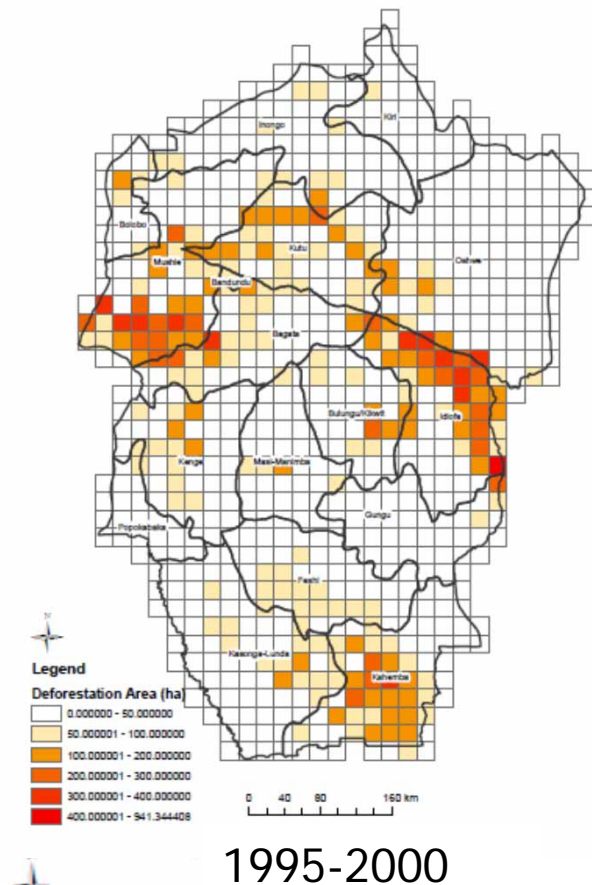 Kiri
Inongo
Bolobo
Kutu
Oshwe
Mushie
Bandundu
Bagata
Bulungu/Kikwit
Idiofa
Kenge
Masi-Manimba
Gungu
Popokabaka
Feshi
Kasongo-Lunda
Kahemba
N
Legend
Deforestation Area (ha)
0.000000 - 50.000000
50.000001 - 100.000000
100.000001 - 200.000000
200.000001 - 300.000000
300.000001 - 400.000000
400.000001 - 941.344408
0 40 80 160 km
1995-2000